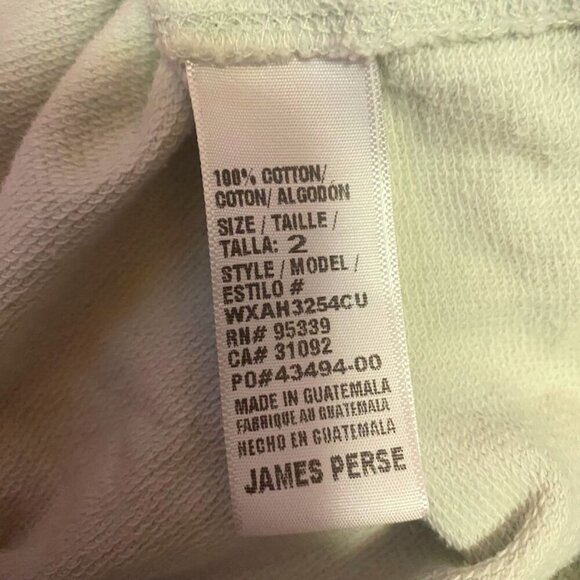 100% COTTON/
COTON/ ALGODÓN
SIZE / TAILLE /
TALLA: 2
STYLE / MODEL /
ESTILO #
WXAH3254CU
RN# 95339
CA# 31092
PO#43494-00
MADE IN GUATEMALA
FABRIQUE AU GUATEMALA
HECHO EN GUATEMALA
JAMES PERSE